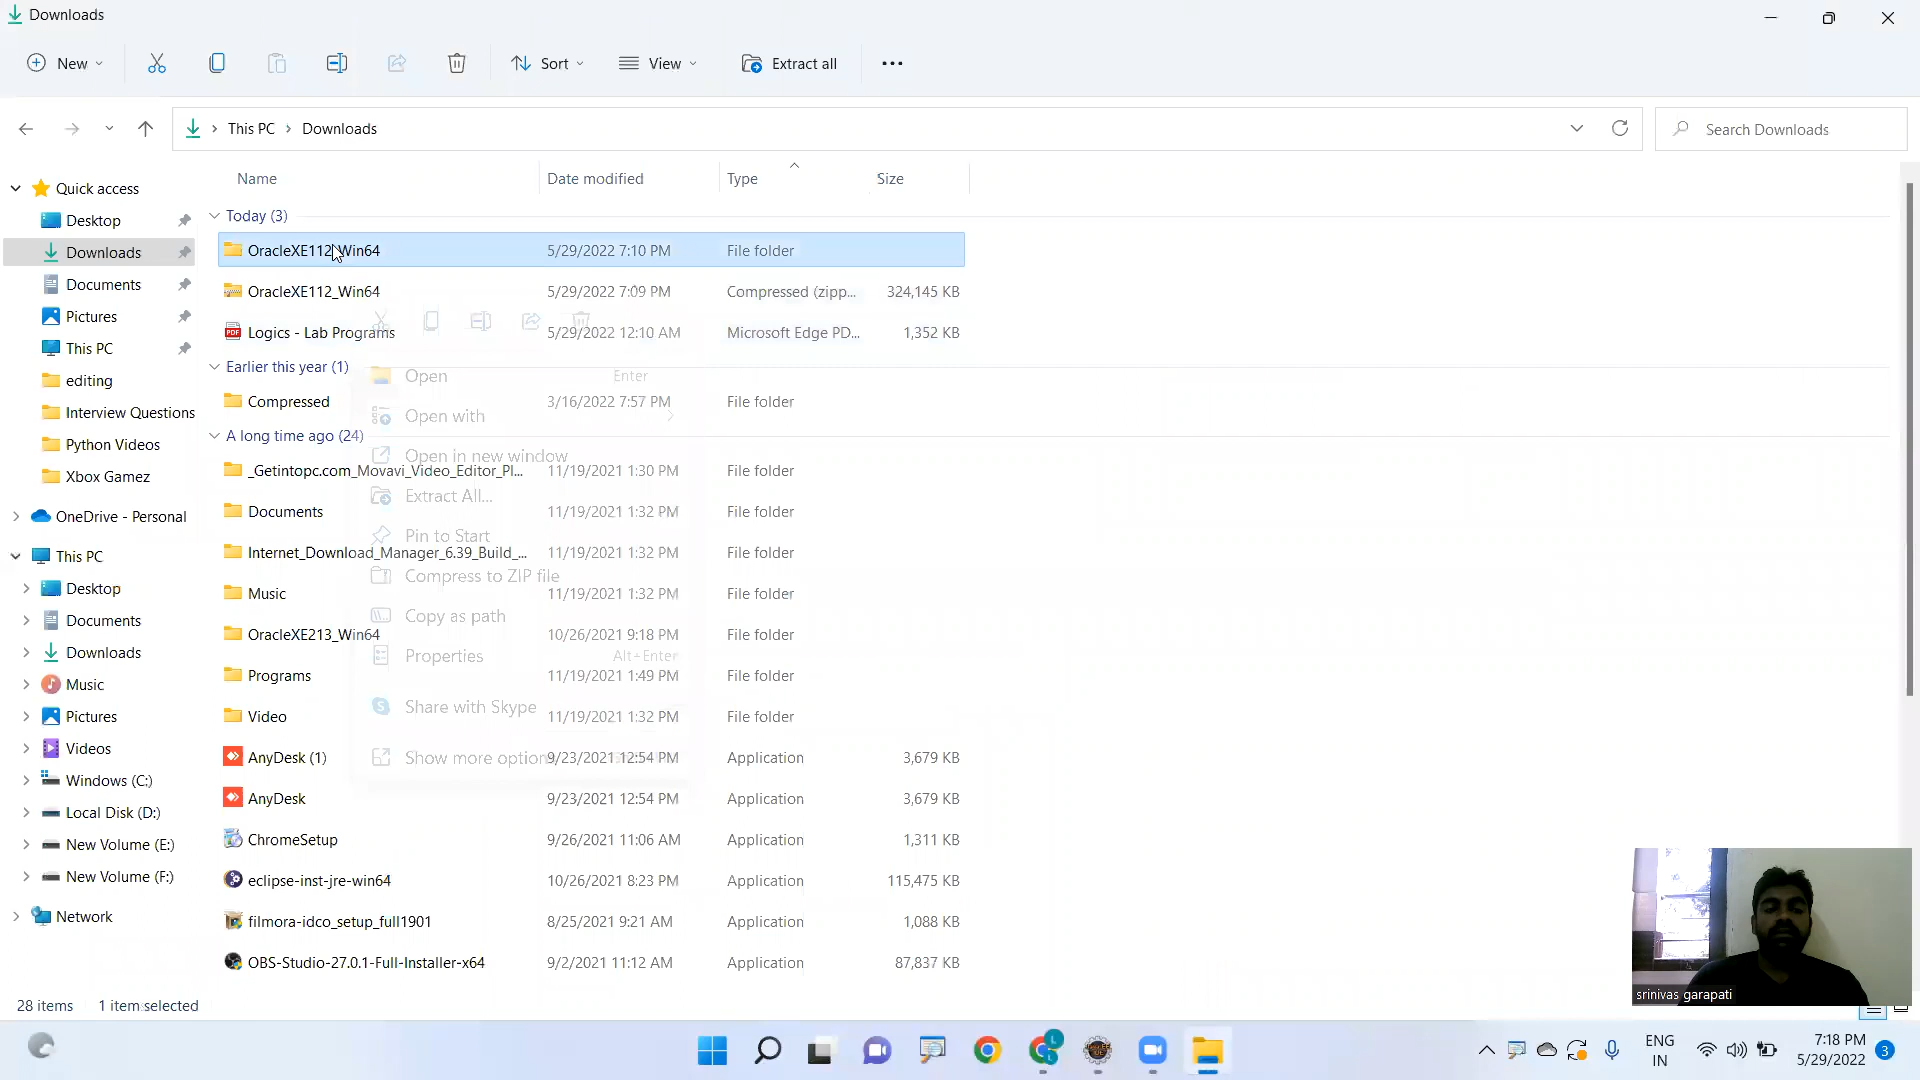 Downloads
New
Sort
View
Extract all
This PC
Downloads
Search Downloads
Name
Date modified
Type
Size
Quick access
Desktop
Downloads
Documents
Pictures
This PC
editing
Interview Questions
Python Videos
Xbox Gamez
OneDrive - Personal
This PC
Desktop
Documents
Downloads
Music
Pictures
Videos
Windows (C:)
Local Disk (D:)
New Volume (E:)
New Volume (F:)
Network
Today (3)
OracleXE112_Win64 5/29/2022 7:10 PM File folder
OracleXE112_Win64 5/29/2022 7:09 PM Compressed (zipp... 324,145 KB
PDF Logics - Lab Programs 5/29/2022 12:10 AM Microsoft Edge PD... 1,352 KB
Earlier this year (1)
Compressed 3/16/2022 7:57 PM File folder
A long time ago (24)
_Getintopc.com_Movavi_Video_Editor_Pl... 11/19/2021 1:30 PM File folder
Documents 11/19/2021 1:32 PM File folder
Internet_Download_Manager_6.39_Build_... 11/19/2021 1:32 PM File folder
Music 11/19/2021 1:32 PM File folder
OracleXE213_Win64 10/26/2021 9:18 PM File folder
Programs 11/19/2021 1:49 PM File folder
Video 11/19/2021 1:32 PM File folder
AnyDesk (1) 9/23/2021 12:54 PM Application 3,679 KB
AnyDesk 9/23/2021 12:54 PM Application 3,679 KB
ChromeSetup 9/26/2021 11:06 AM Application 1,311 KB
eclipse-inst-jre-win64 10/26/2021 8:23 PM Application 115,475 KB
filmora-idco_setup_full1901 8/25/2021 9:21 AM Application 1,088 KB
OBS-Studio-27.0.1-Full-Installer-x64 9/2/2021 11:12 AM Application 87,837 KB
Open Enter
Open with
Open in new window
Extract All...
Pin to Start
Compress to ZIP file
Copy as path
Properties Alt+Enter
Share with Skype
Show more option
srinivas garapati
28 items 1 item selected
L
ENG
IN
7:18 PM
5/29/2022
3